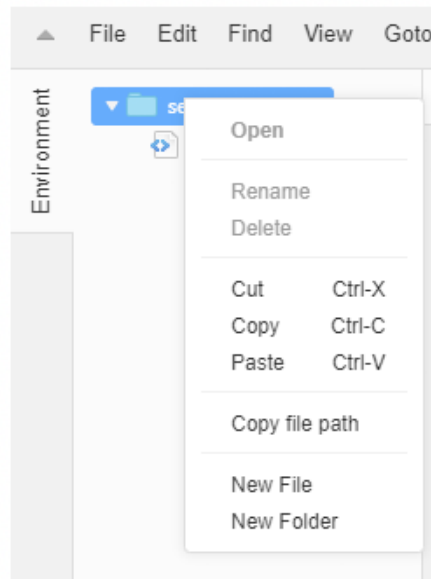 File Edit Find View Goto
Environment
Open
Rename
Delete
Cut Ctrl-X
Copy Ctrl-C
Paste Ctrl-V
Copy file path
New File
New Folder